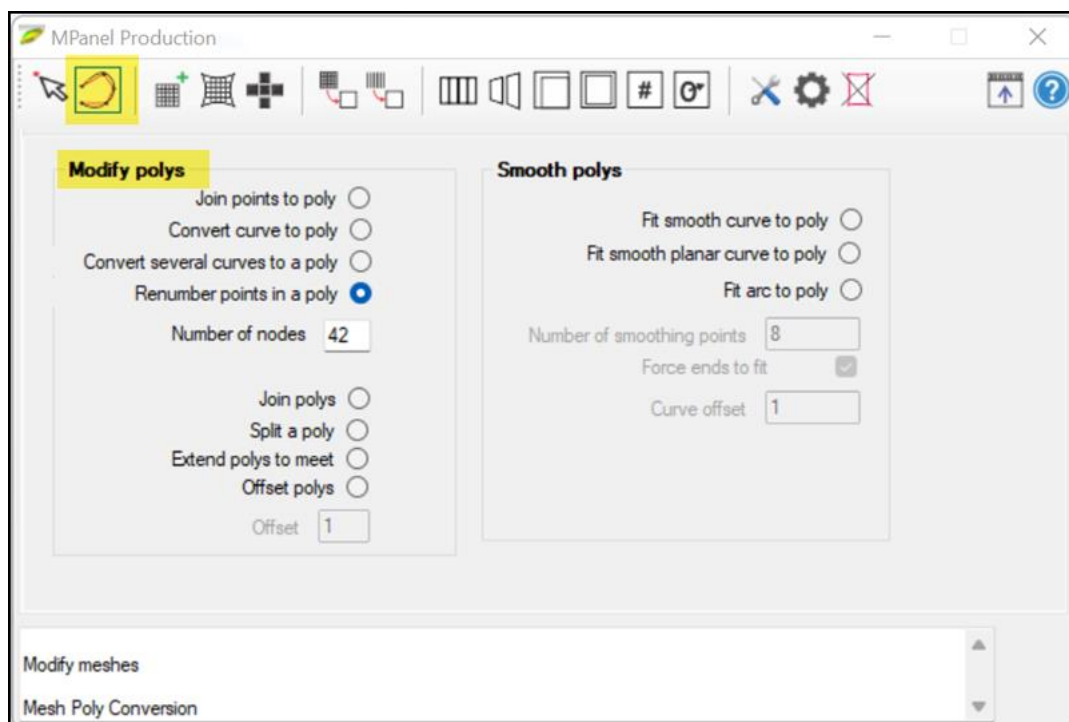 MPanel Production
#
?
Modify polys
Join points to poly
Convert curve to poly
Convert several curves to a poly
Renumber points in a poly
Number of nodes 42
Join polys
Split a poly
Extend polys to meet
Offset polys
Offset 1
Smooth polys
Fit smooth curve to poly
Fit smooth planar curve to poly
Fit arc to poly
Number of smoothing points 8
Force ends to fit
Curve offset 1
Modify meshes
Mesh Poly Conversion